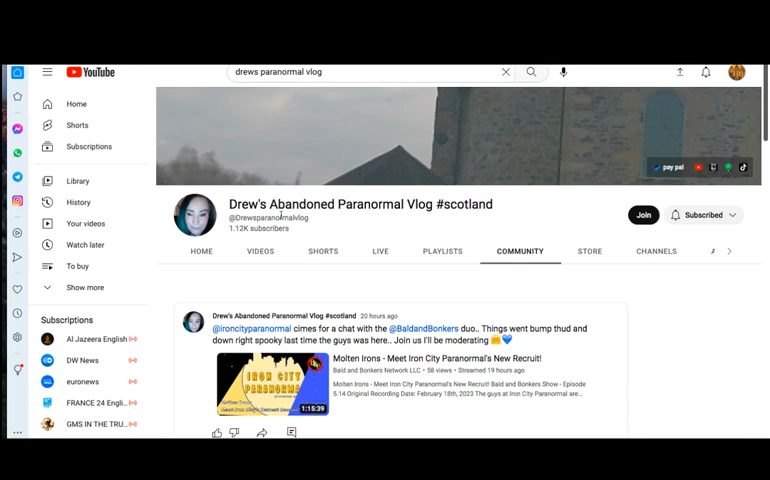 YouTube
drews paranormal vlog
Home
Shorts
Subscriptions
Library
History
Your videos
Watch later
To buy
Show more
Subscriptions
Al Jazeera English
DW News
euronews
FRANCE 24 Engli...
GMS IN THE TRU...
pay pal
Drew's Abandoned Paranormal Vlog #scotland
@Drewsparanormalvlog
1.12K subscribers
Join
Subscribed
HOME
VIDEOS
SHORTS
LIVE
PLAYLISTS
COMMUNITY
STORE
CHANNELS
Drew's Abandoned Paranormal Vlog #scotland 20 hours ago
@ironcityparanormal cimes for a chat with the @BaldandBonkers duo.. Things went bump thud and
down right spooky last time the guys was here.. Join us I'll be moderating 🤗💙
IRON CITY
PARANORMAL
1:15:39
Molten Irons - Meet Iron City Paranormal's New Recruit!
Bald and Bonkers Network LLC • 58 views • Streamed 19 hours ago
Molten Irons - Meet Iron City Paranormal's New Recruit! Bald and Bonkers Show - Episode
5.14 Original Recording Date: February 18th, 2023 The guys at Iron City Paranormal are...